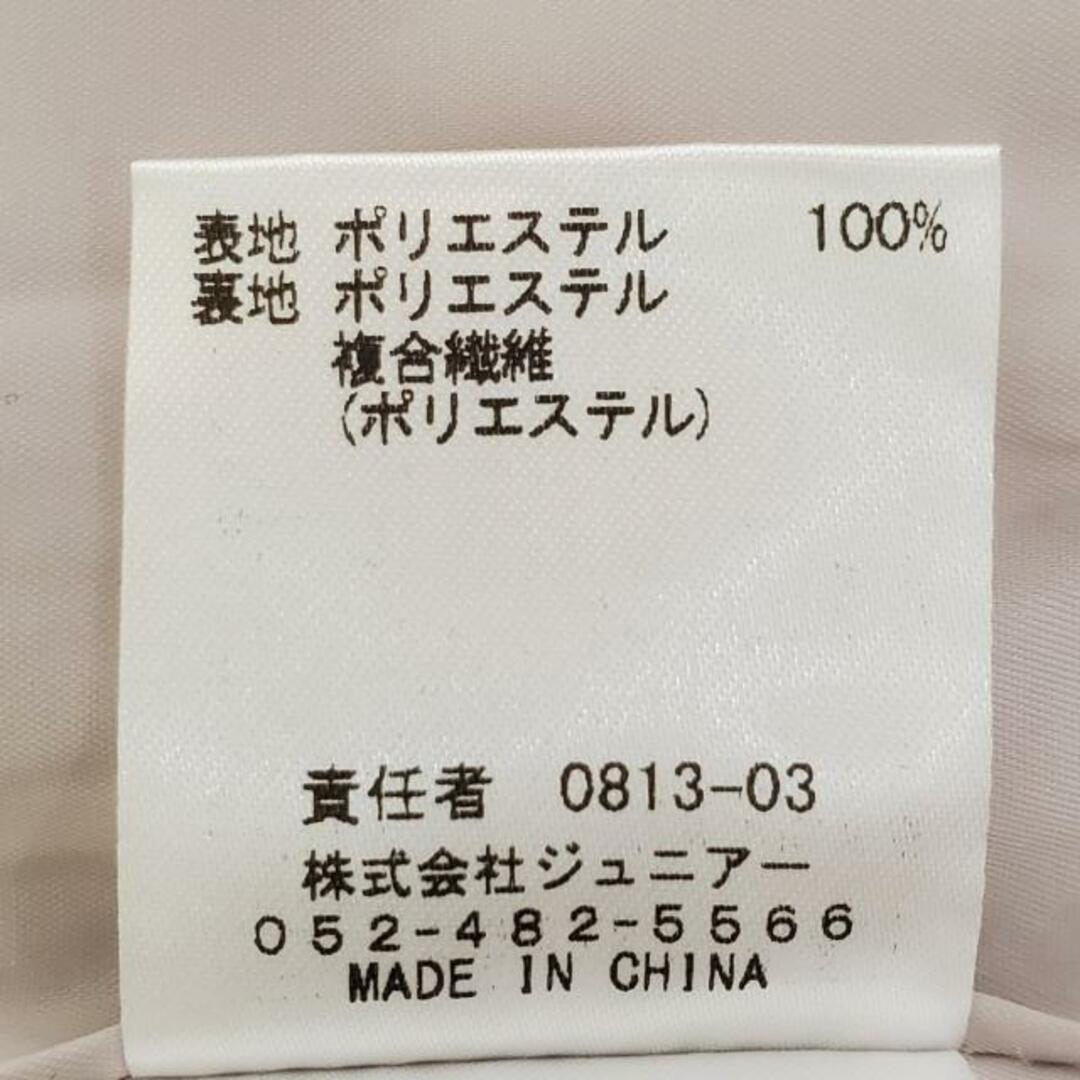 表地 ポリエステル 100%
裏地 ポリエステル
複合繊維
(ポリエステル)
責任者 0813-03
株式会社ジュニアー
052-482-5566
MADE IN CHINA